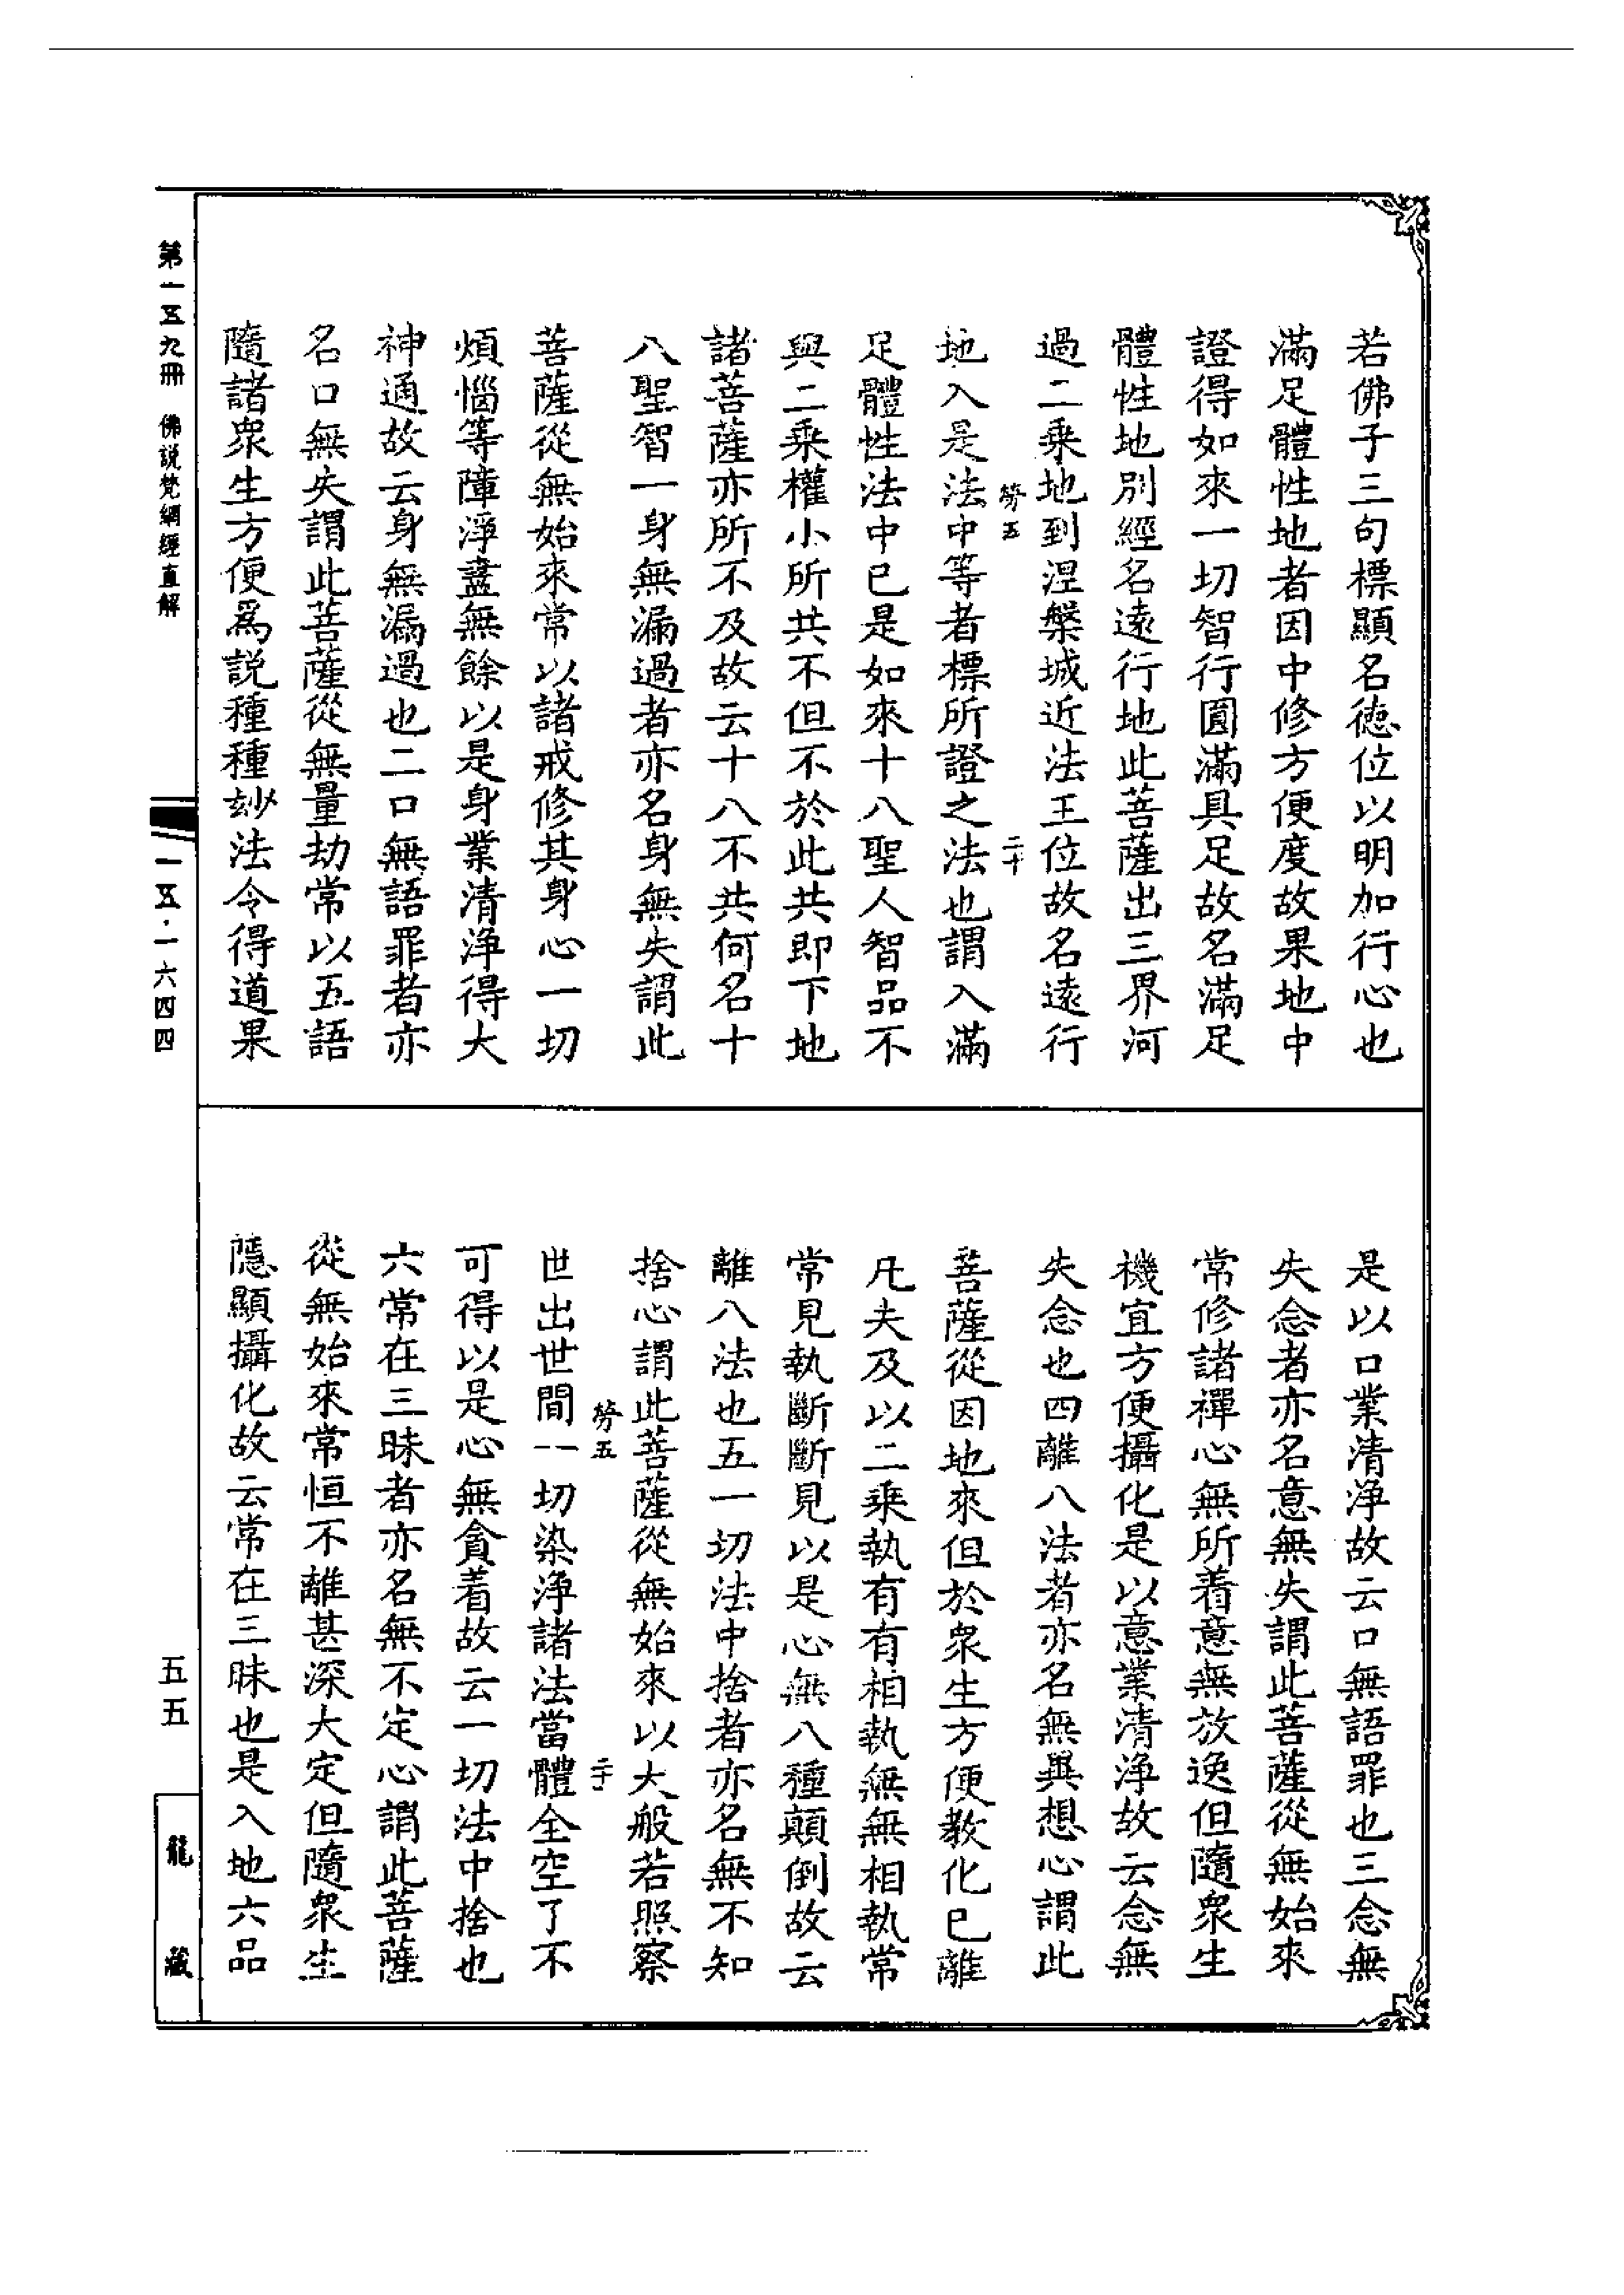 若佛子三句標顯名德位以明加行心也
滿足體性地者因中修方便度故果地中
證得如來一切智行圓滿具足故名滿足
體性地別經名遠行地此菩薩出三界河
過二乘地到涅槃城近法王位故名遠行
勞五
二十
地入是法中等者標所證之法也謂入滿
足體性法中已是如來十八聖人智品不
與二乘權小所共不但不於此共即下地
諸菩薩亦所不及故云十八不共何名十
八聖智一身無漏過者亦名身無失謂此
菩薩從無始來常以諸戒修其身心一切
煩惱等障淨盡無餘以是身業清淨得大
神通故云身無漏過也二口無語罪者亦
名口無失謂此菩薩從無量劫常以五語
隨諸眾生方便為說種種玅法令得道果
是以口業清淨故云口無語罪也三念無
失念者亦名意無失謂此菩薩從無始來
常修諸禪心無所着意無放逸但隨眾生
機宜方便攝化是以意業清淨故云念無
失念也四離八法者亦名無異想心謂此
菩薩從因地來但於眾生方便教化已離
凡夫及以二乘執有有相執無無相執常
常見執斷斷見以是心無八種顛倒故云
離八法也五一切法中捨者亦名無不知
捨心謂此菩薩從無始來以大般若照察
勞五
世出世間一切染淨諸法當體全空了不
可得以是心無貪着故云一切法中捨也
六常在三昧者亦名無不定心謂此菩薩
從無始來常恒不離甚深大定但隨眾生
隱顯攝化故云常在三昧也是入地六品
第一五九冊 佛說梵網經直解
一五·一六四四
五五
龍藏